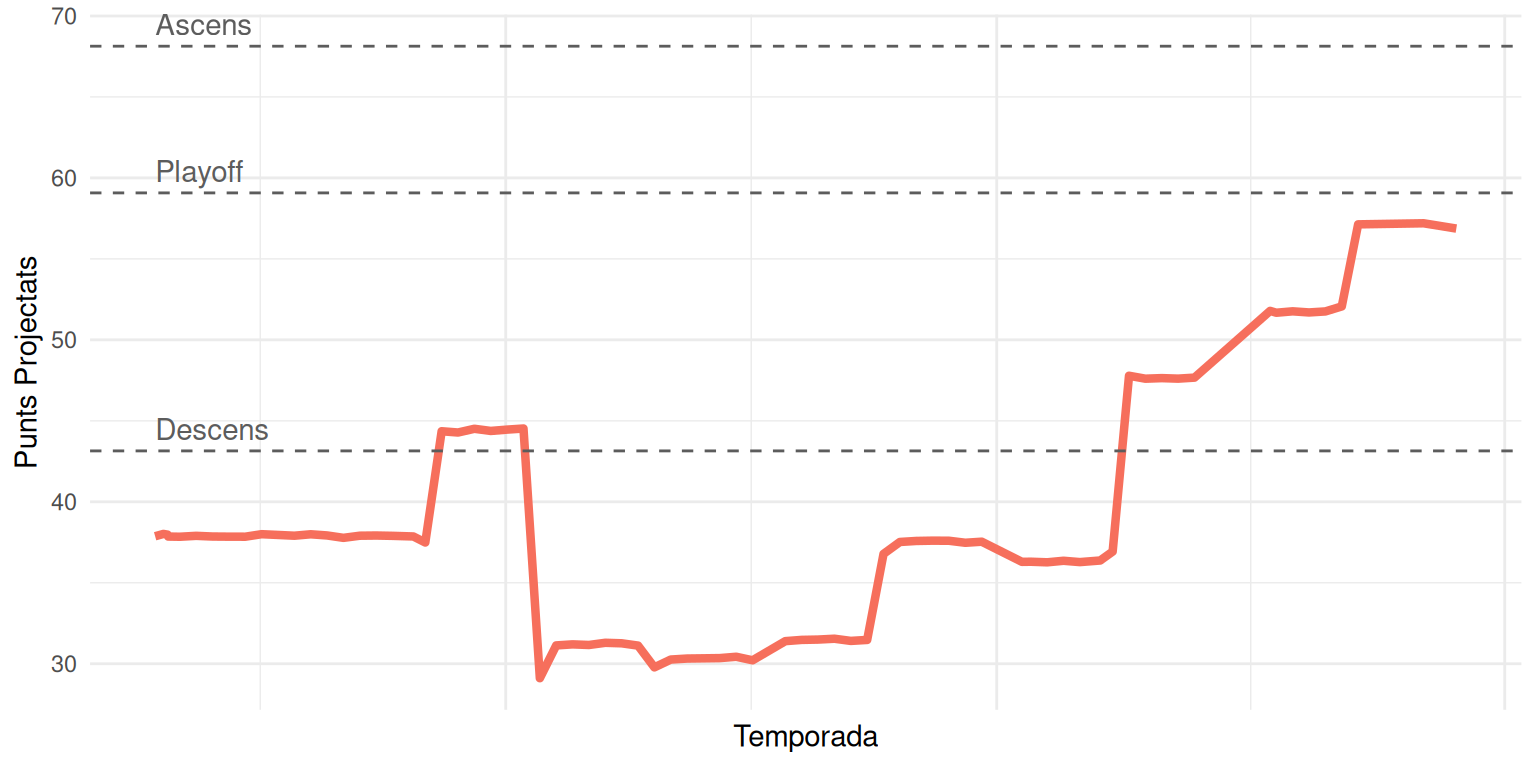 70
Ascens
Playoff
60
50
Descens
40
30
Punts Projectats
Temporada